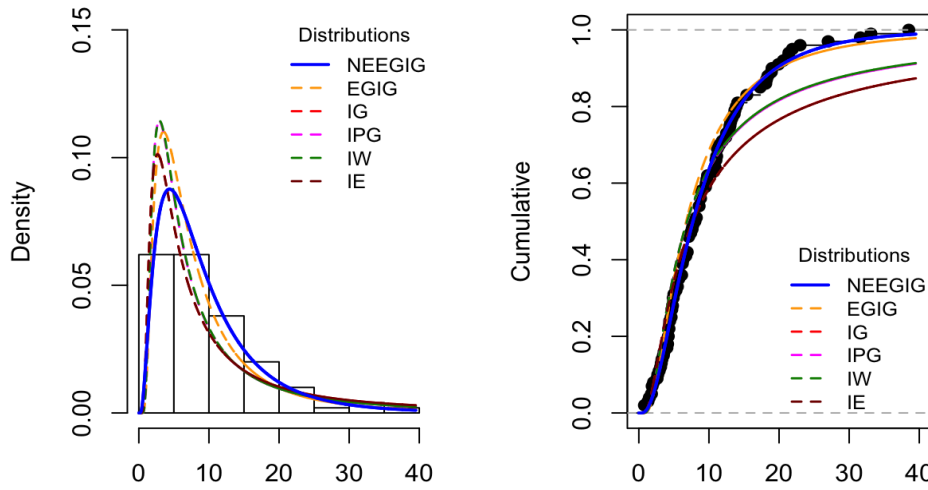 0.15
Distributions
NEEGIG
EGIG
IG
IPG
IW
IE
0.10
0.05
0.00
Density
0
10
20
30
40
1.0
0.8
0.6
0.4
0.2
0.0
Cumulative
Distributions
NEEGIG
EGIG
IG
IPG
IW
IE
0
10
20
30
40